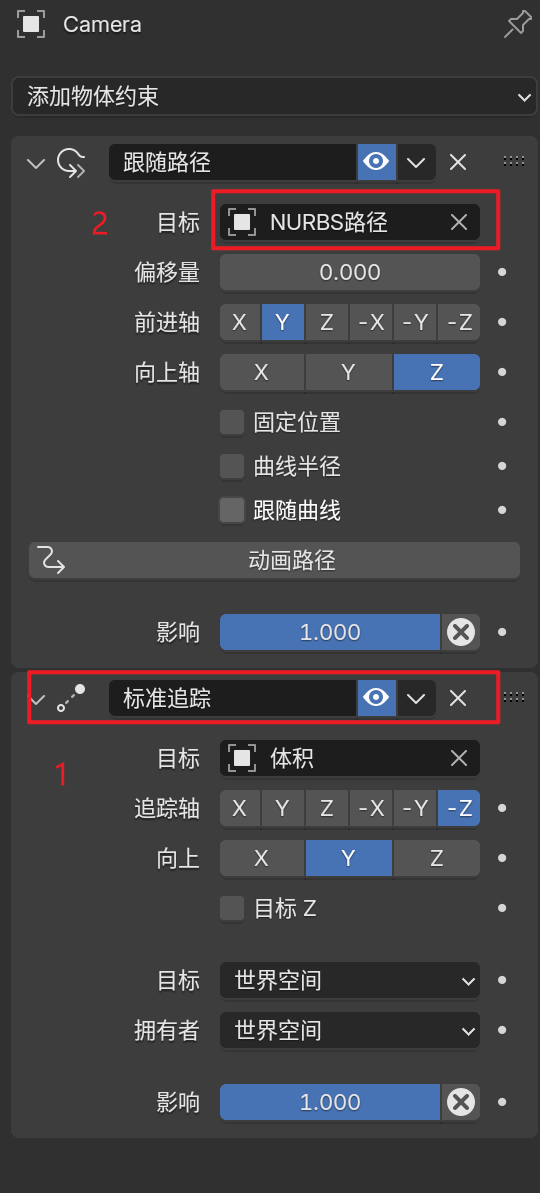 Camera
添加物体约束
跟随路径
2 目标 NURBS路径
偏移量 0.000
前进轴 X Y Z -X -Y -Z
向上轴 X Y Z
固定位置
曲线半径
跟随曲线
动画路径
影响 1.000
标准追踪
1 目标 体积
追踪轴 X Y Z -X -Y -Z
向上 X Y Z
目标 Z
目标 世界空间
拥有者 世界空间
影响 1.000